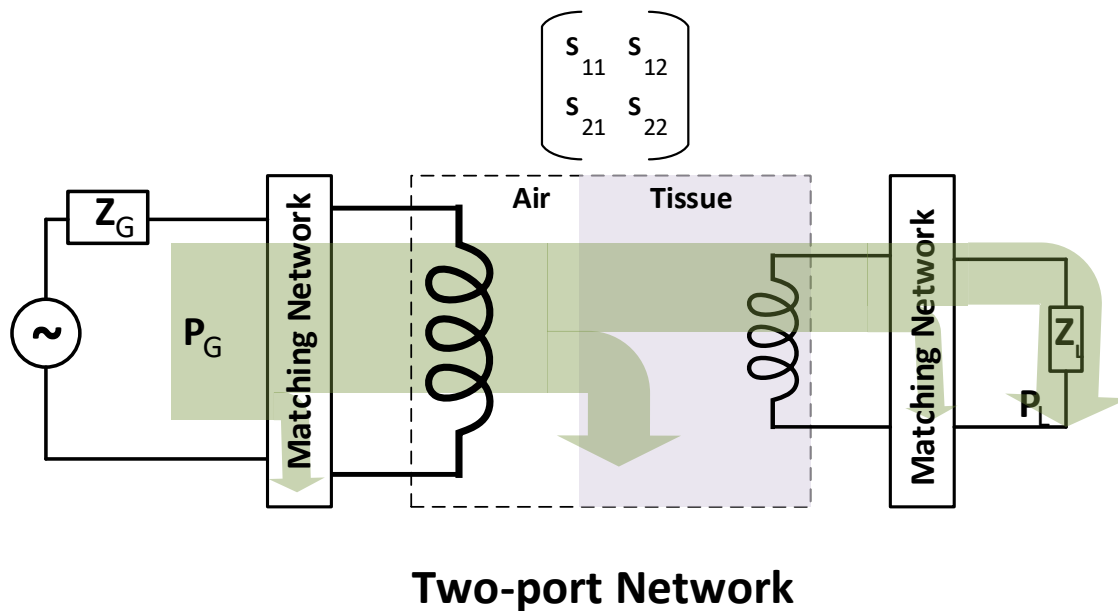 S11 S12
S21 S22
Air Tissue
ZG
Matching Network
~
PG
Matching Network
ZL
PL
Two-port Network